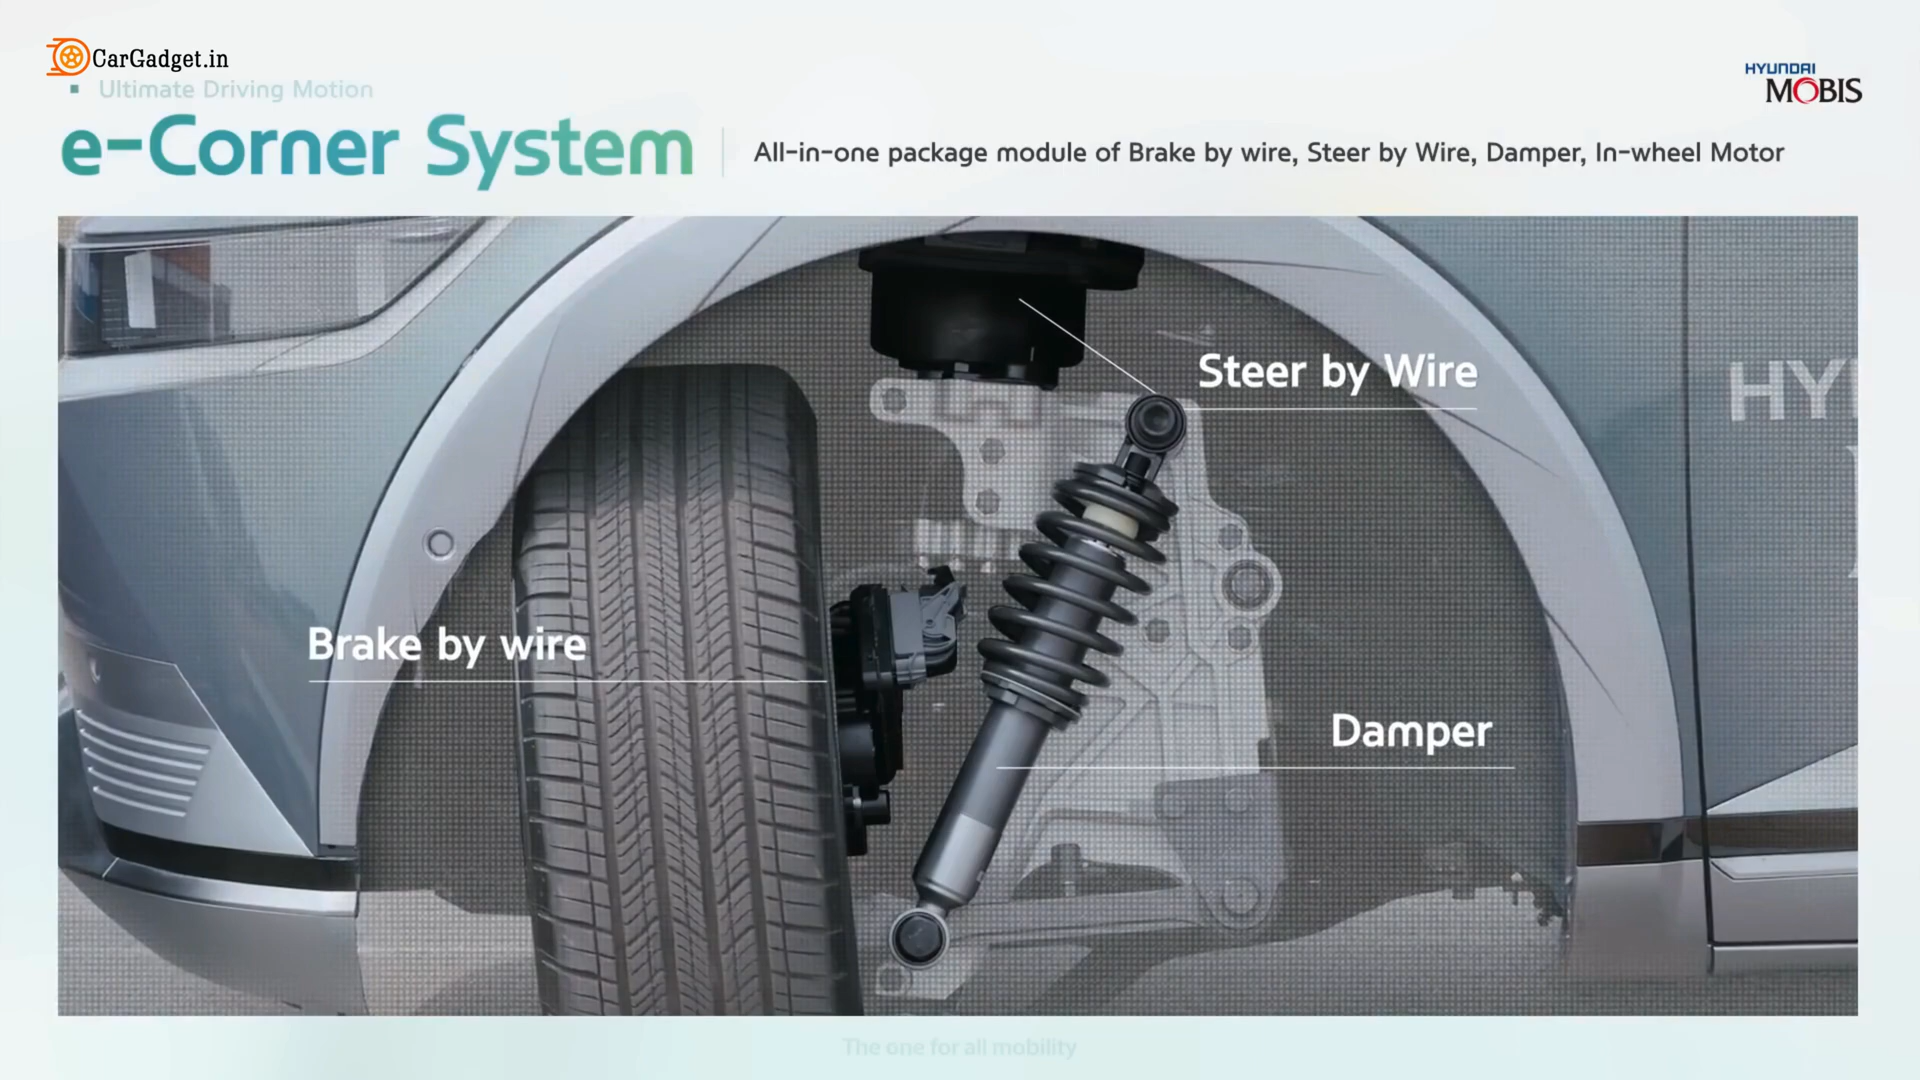 CarGadget.in
Ultimate Driving Motion
HYUNDAI
MOBIS
e-Corner System
All-in-one package module of Brake by wire, Steer by Wire, Damper, In-wheel Motor
Steer by Wire
HY
Brake by wire
Damper
The one for all mobility